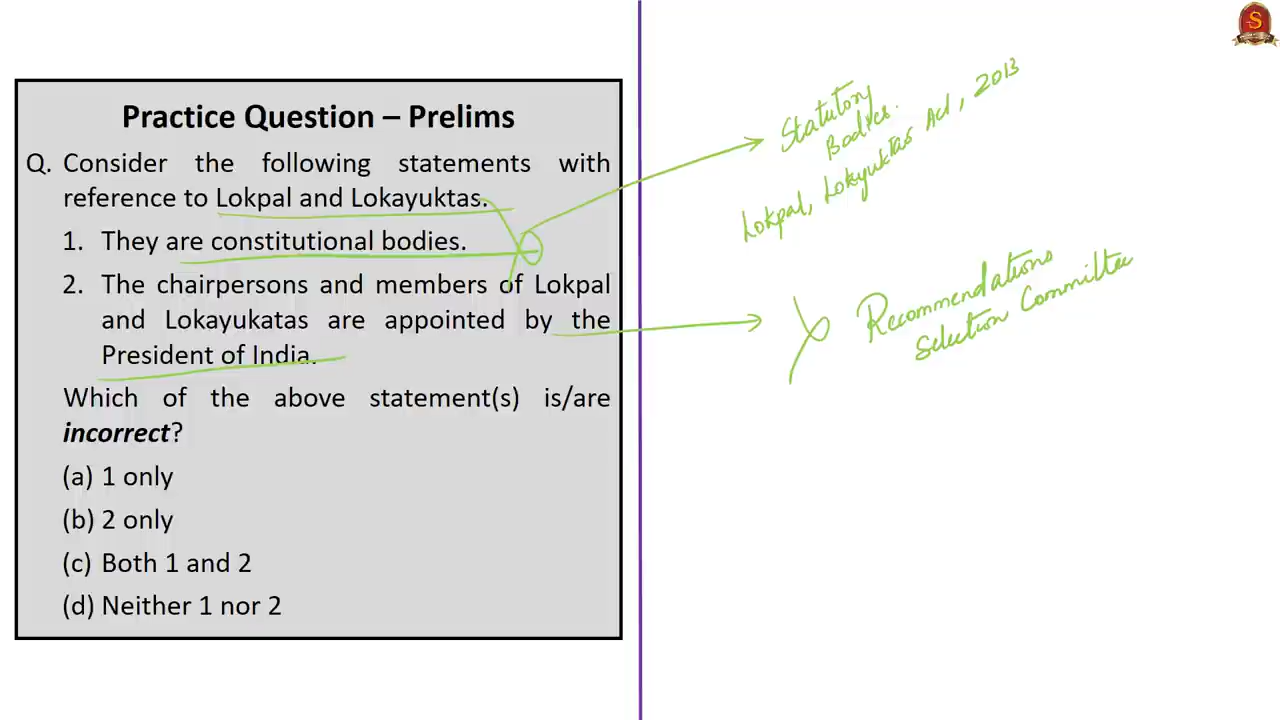 Practice Question – Prelims
Q. Consider the following statements with
reference to Lokpal and Lokayuktas.
1. They are constitutional bodies.
2. The chairpersons and members of Lokpal
and Lokayukatas are appointed by the
President of India.
Which of the above statement(s) is/are
incorrect?
(a) 1 only
(b) 2 only
(c) Both 1 and 2
(d) Neither 1 nor 2
Statutory
Bodies.
Lokpal, Lokyuktas Act, 2013
Recommendations
Selection Committee
S